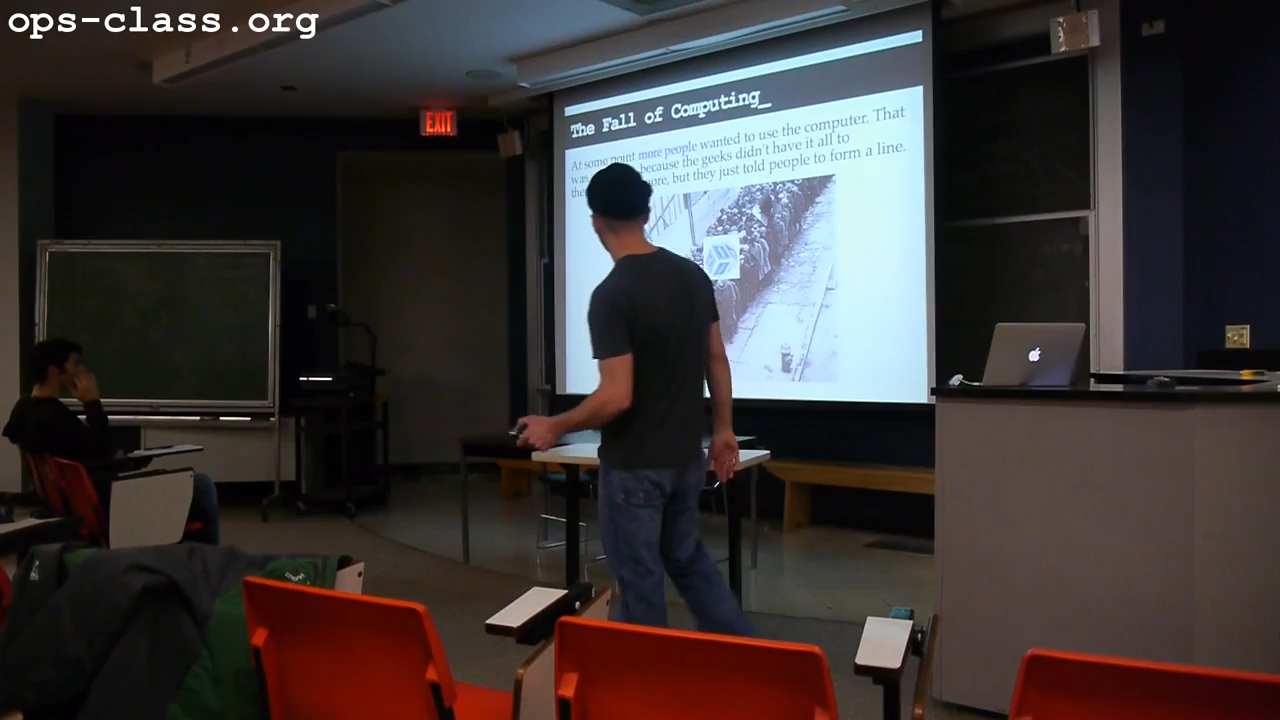 ops-class.org
EXIT
The Fall of Computing_
At some point more people wanted to use the computer. That
because the geeks didn't have it all to
, but they just told people to form a line.